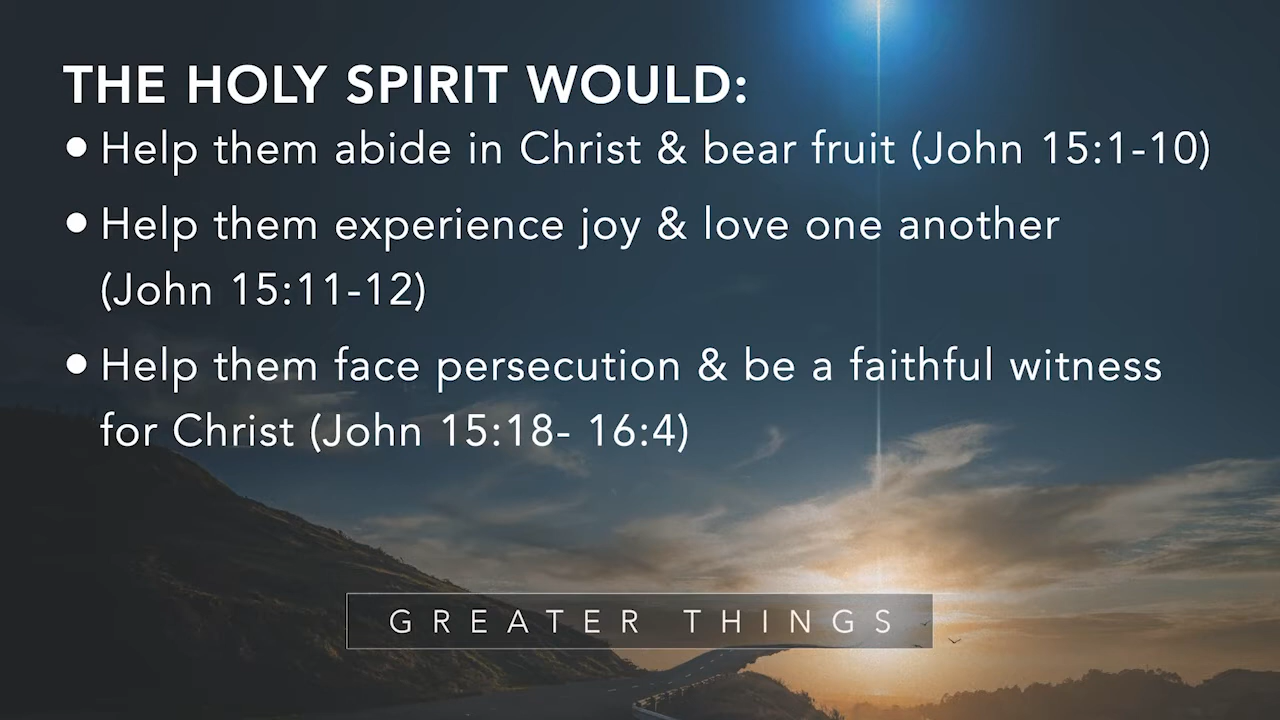 THE HOLY SPIRIT WOULD:
• Help them abide in Christ & bear fruit (John 15:1-10)
• Help them experience joy & love one another
(John 15:11-12)
• Help them face persecution & be a faithful witness
for Christ (John 15:18- 16:4)
GREATER THINGS